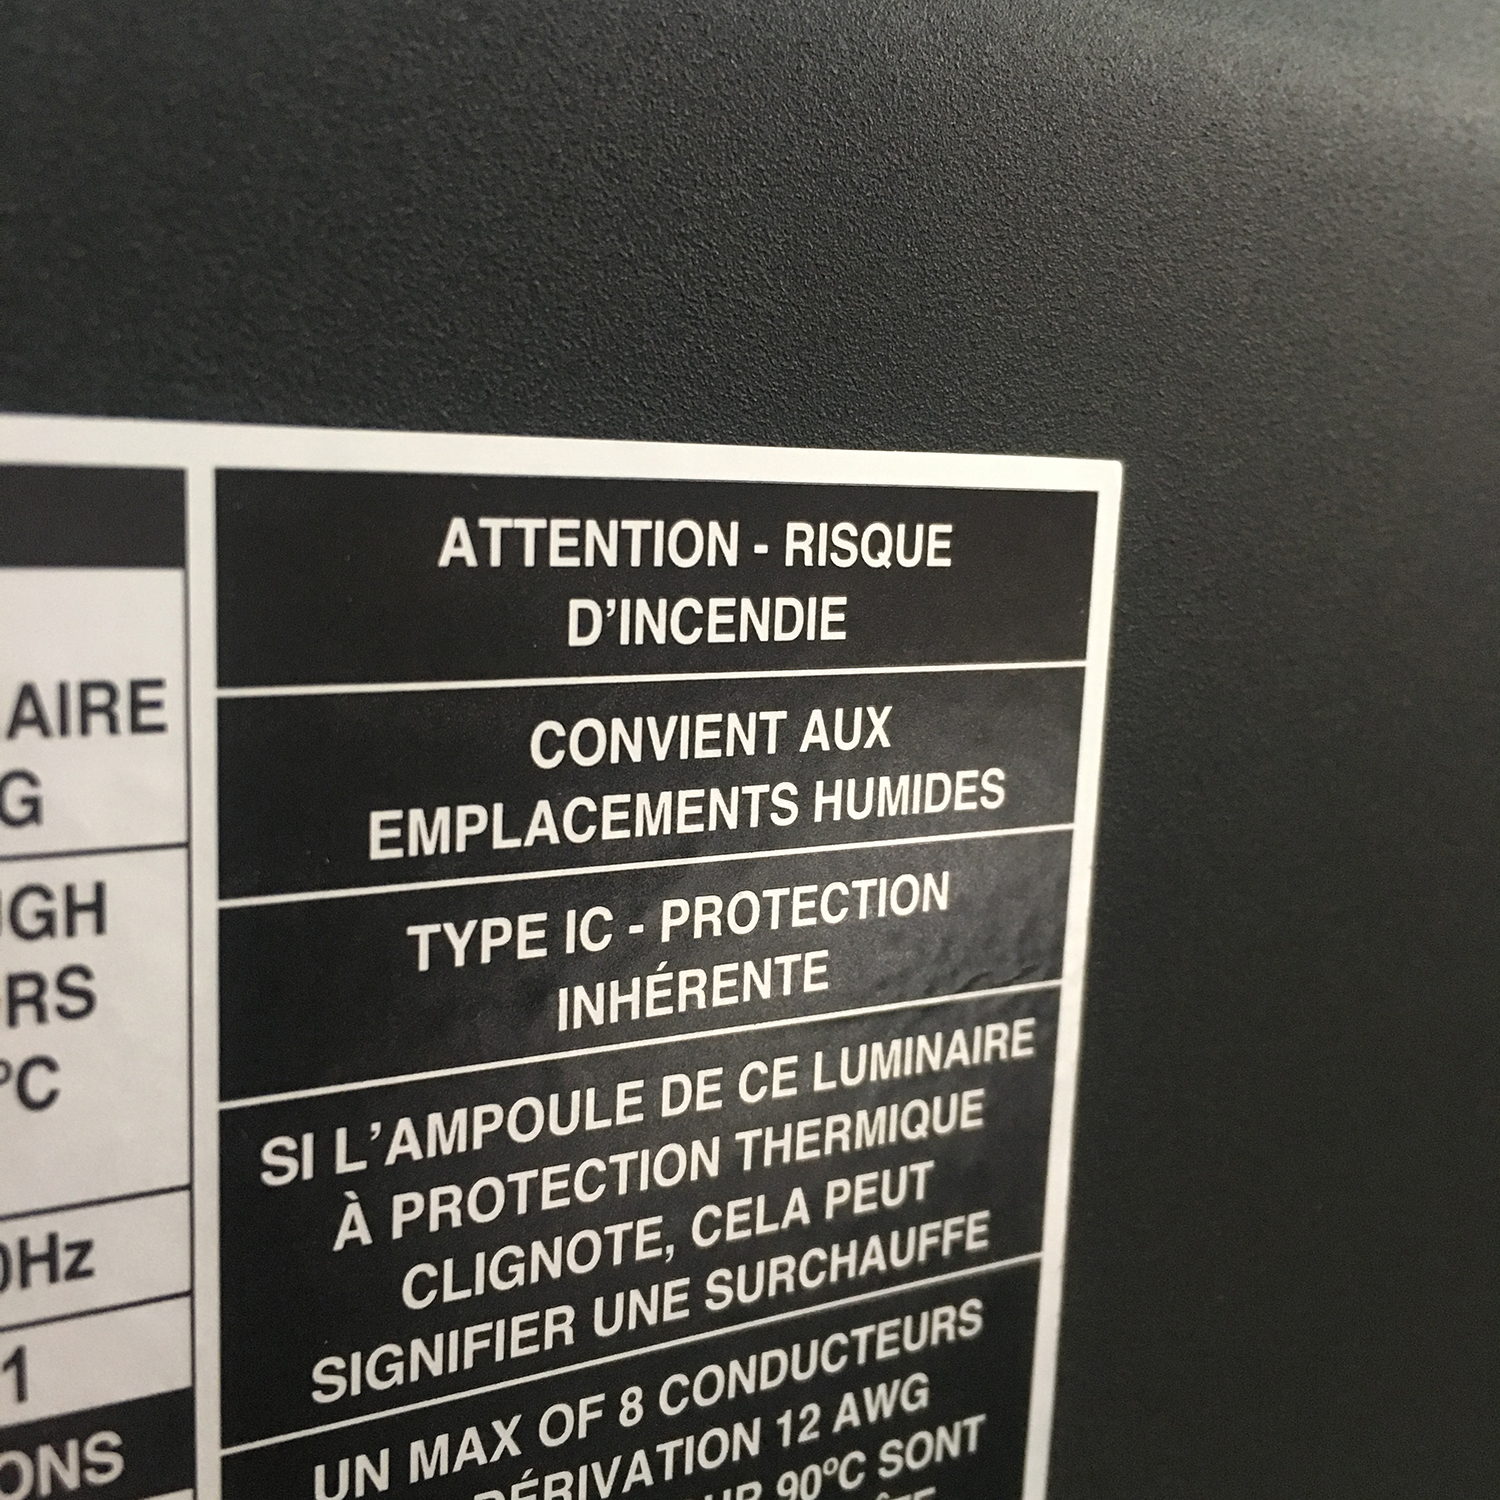 AIRE
G
GH
RS
°C
0Hz
1
ONS
ATTENTION - RISQUE
D'INCENDIE
CONVIENT AUX
EMPLACEMENTS HUMIDES
TYPE IC - PROTECTION
INHÉRENTE
SI L'AMPOULE DE CE LUMINAIRE
À PROTECTION THERMIQUE
CLIGNOTE, CELA PEUT
SIGNIFIER UNE SURCHAUFFE
UN MAX OF 8 CONDUCTEURS
DÉRIVATION 12 AWG
90ºC SONT